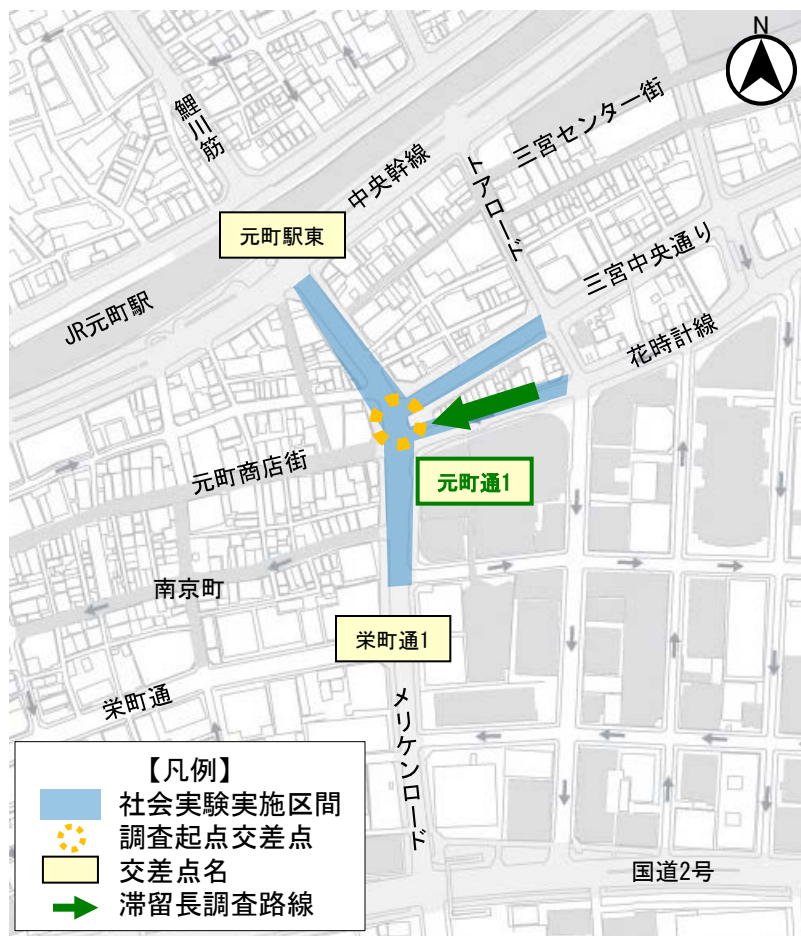 N
鯉川筋
中央幹線
トアロード
三宮センター街
元町駅東
三宮中央通り
JR元町駅
花時計線
元町商店街
元町通1
南京町
栄町通1
栄町通
メリケンロード
国道2号
【凡例】
社会実験実施区間
調査起点交差点
交差点名
滞留長調査路線